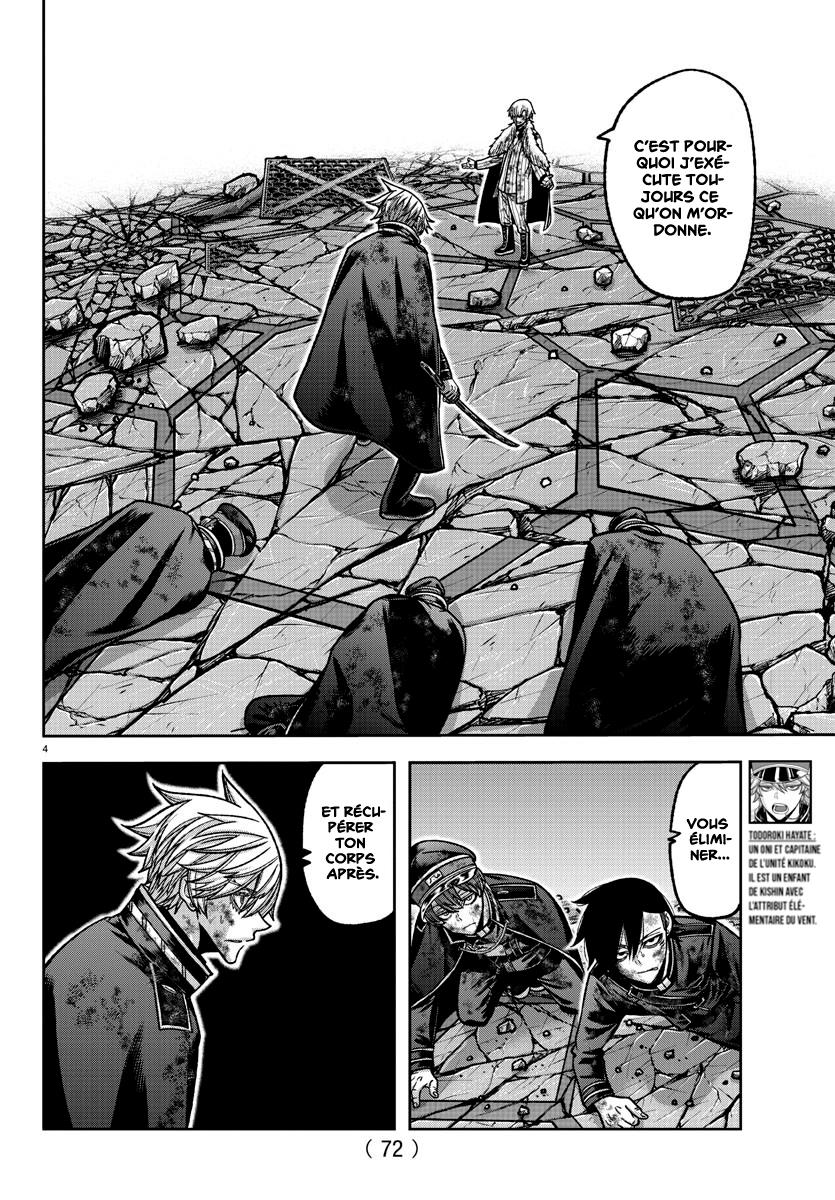 C'EST POUR-
QUOI J'EXÉ-
CUTE TOU-
JOURS CE
QU'ON M'OR-
DONNE.
4
VOUS
ÉLIMI-
NER...
ET RÉCU-
PÉRER
TON
CORPS
APRÈS.
TODOROKI HAYATE :
UN ONI ET CAPITAINE
DE L'UNITÉ KIKOKU.
IL EST UN ENFANT
DE KISHIN AVEC
L'ATTRIBUT ÉLÉ-
MENTAIRE DU VENT.
( 72 )